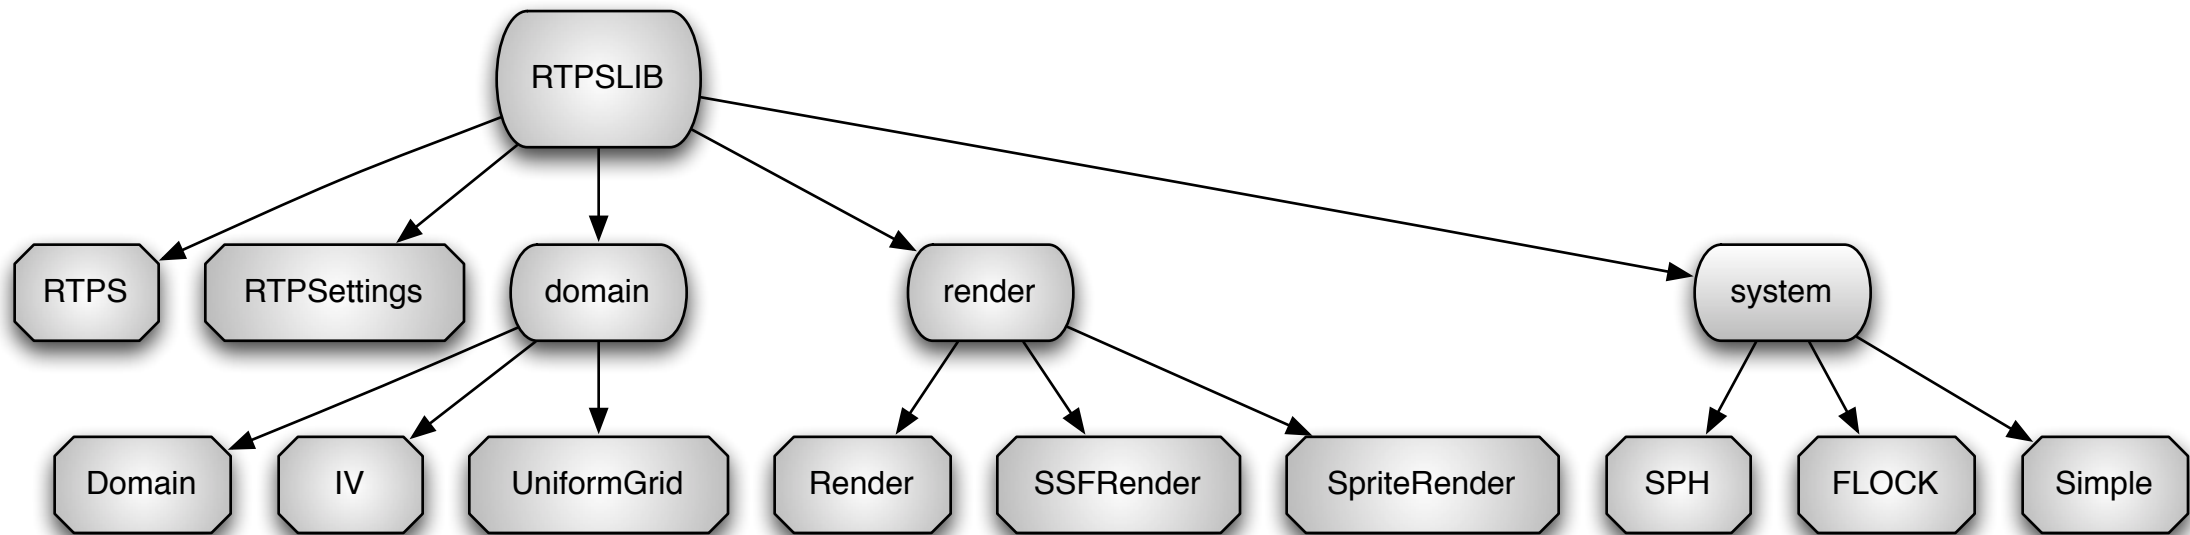 RTPSLIB
RTPS
RTPSettings
domain
render
system
Domain
IV
UniformGrid
Render
SSFRender
SpriteRender
SPH
FLOCK
Simple